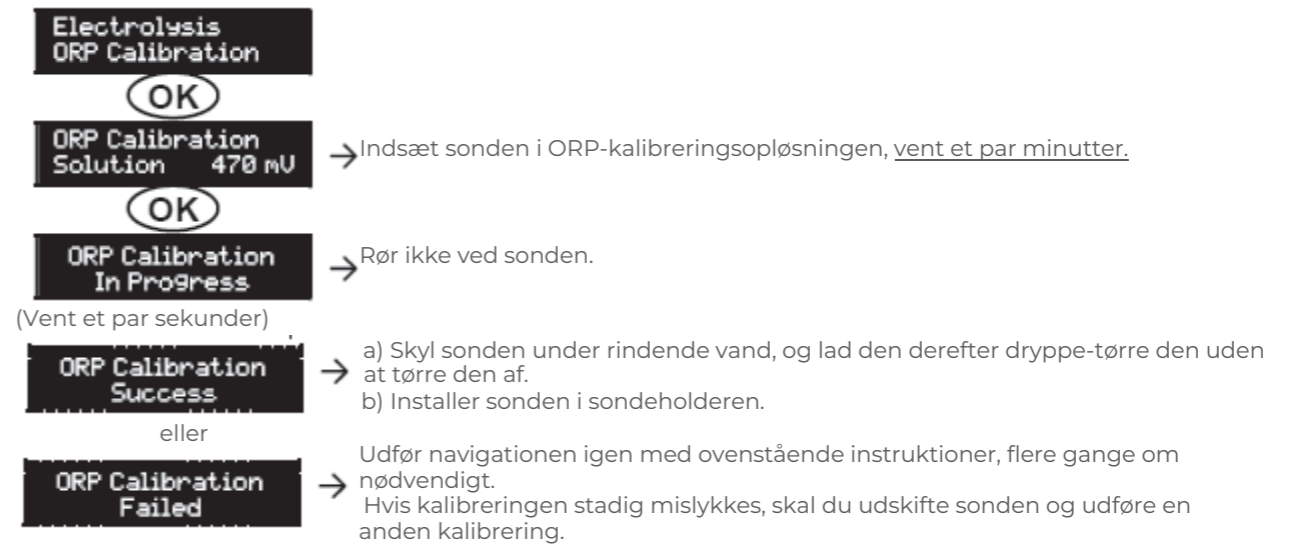 Electrolysis
ORP Calibration
OK
ORP Calibration
Solution 470 mV
Indsæt sonden i ORP-kalibreringsopløsningen, vent et par minutter.
OK
ORP Calibration
In Progress
Rør ikke ved sonden.
(Vent et par sekunder)
ORP Calibration
Success
a) Skyl sonden under rindende vand, og lad den derefter dryppe-tørre den uden
at tørre den af.
b) Installer sonden i sondeholderen.
eller
ORP Calibration
Failed
Udfør navigationen igen med ovenstående instruktioner, flere gange om
nødvendigt.
Hvis kalibreringen stadig mislykkes, skal du udskifte sonden og udføre en
anden kalibrering.